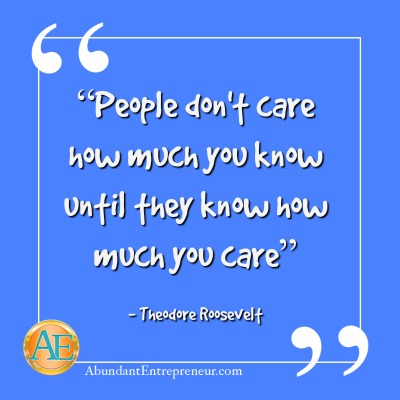 “People don't care
how much you know
until they know how
much you care”
- Theodore Roosevelt
AE
AbundantEntrepreneur.com